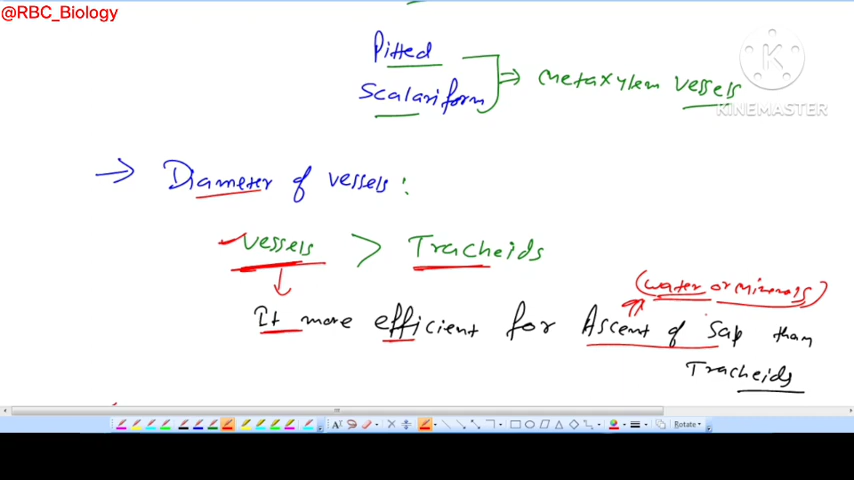 @RBC_Biology
Pitted
Scalariform ⇒ metaxylem vessels
K
KINEMASTER
→ Diameter of vessels:
vessels > Tracheids
(water or minerals)
It more efficient for Ascent of Sap than
Tracheids
Rotate